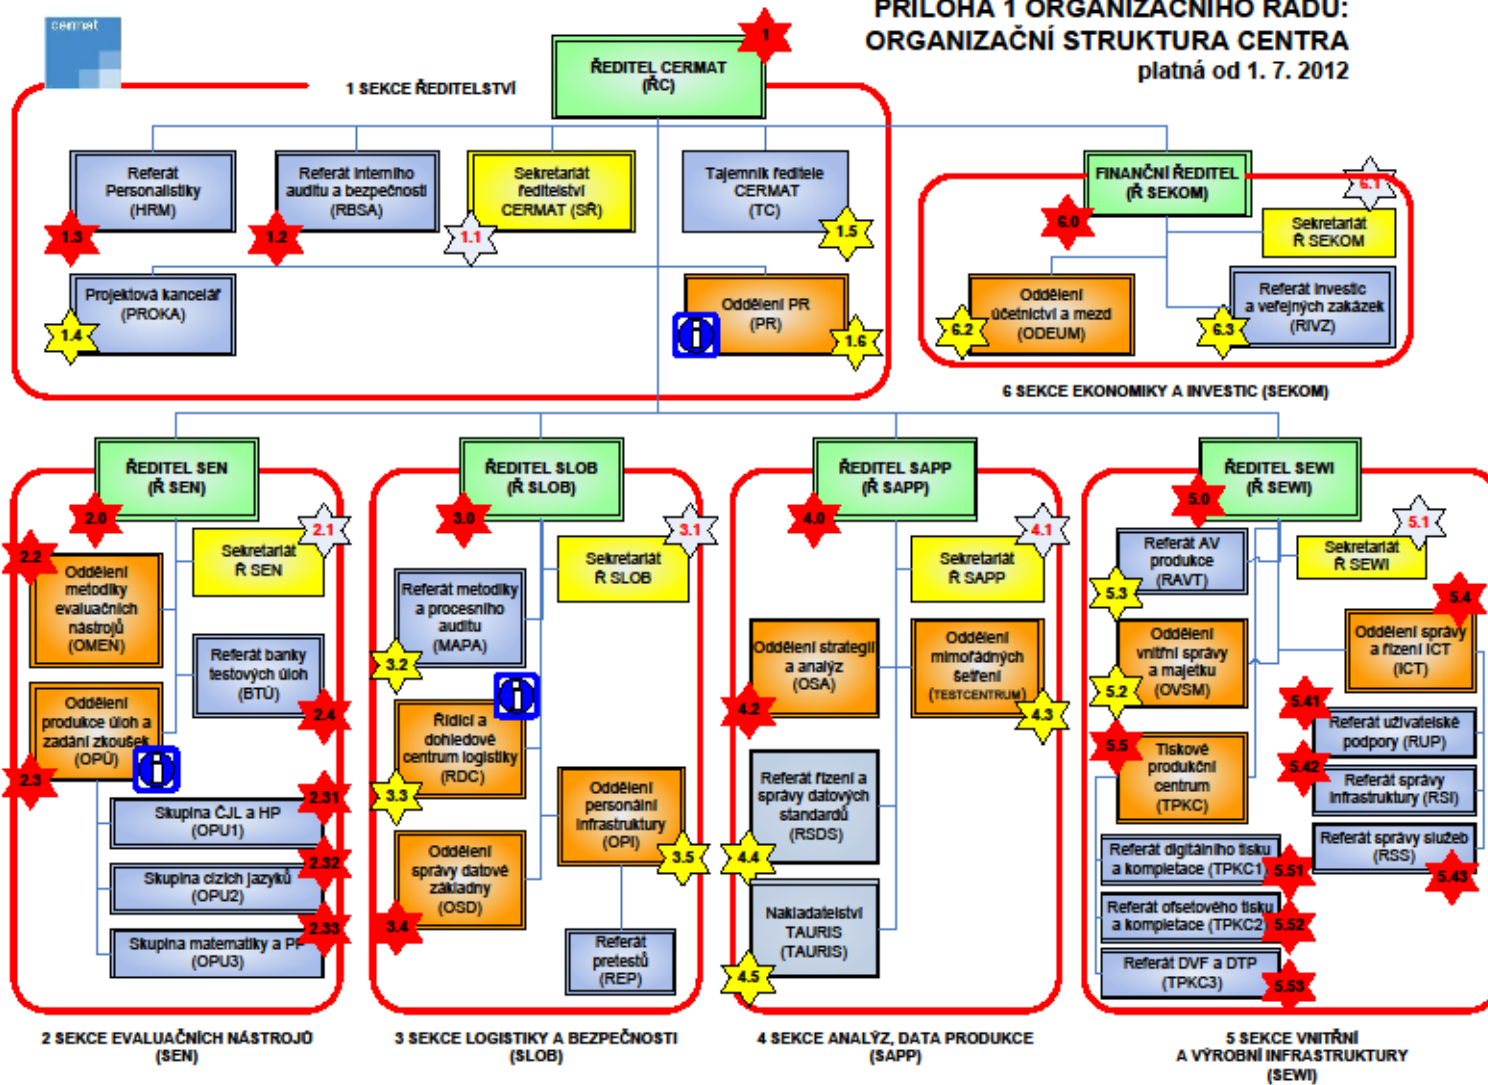 cermat
PŘÍLOHA 1 ORGANIZAČNÍHO ŘÁDU:
ORGANIZAČNÍ STRUKTURA CENTRA
platná od 1. 7. 2012
1
ŘEDITEL CERMAT
(ŘC)
1 SEKCE ŘEDITELSTVÍ
Referát
Personalistiky
(HRM)
1.3
Referát interního
auditu a bezpečnosti
(RBSA)
1.2
Sekretariát
ředitelství
CERMAT (SŘ)
1.1
Tajemník ředitele
CERMAT
(TC)
1.5
Projektová kancelář
(PROKA)
1.4
Oddělení PR
(PR)
1.6
FINANČNÍ ŘEDITEL
(Ř SEKOM)
6.0
6.1
Sekretariát
Ř SEKOM
Oddělení
účetnictví a mezd
(ODEUM)
6.2
Referát investic
a veřejných zakázek
(RIVZ)
6.3
6 SEKCE EKONOMIKY A INVESTIC (SEKOM)
ŘEDITEL SEN
(Ř SEN)
2.0
2.1
Sekretariát
Ř SEN
2.2
Oddělení
metodiky
evaluačních
nástrojů
(OMEN)
Referát banky
testových úloh
(BTÚ)
2.4
Oddělení
produkce úloh a
zadání zkoušek
(OPÚ)
2.3
Skupina ČJL a HP
(OPU1)
2.31
Skupina cizích jazyků
(OPU2)
2.32
Skupina matematiky a PP
(OPU3)
2.33
2 SEKCE EVALUAČNÍCH NÁSTROJŮ
(SEN)
ŘEDITEL SLOB
(Ř SLOB)
3.0
3.1
Sekretariát
Ř SLOB
Referát metodiky
a procesního
auditu
(MAPA)
3.2
Řídící a
dohledové
centrum logistiky
(RDC)
3.3
Oddělení
personální
infrastruktury
(OPI)
3.5
Oddělení
správy datové
základny
(OSD)
3.4
Referát
pretestů
(REP)
3 SEKCE LOGISTIKY A BEZPEČNOSTI
(SLOB)
ŘEDITEL SAPP
(Ř SAPP)
4.0
4.1
Sekretariát
Ř SAPP
Oddělení strategií
a analýz
(OSA)
4.2
Oddělení
mimořádných
šetření
(TESTCENTRUM)
4.3
Referát řízení a
správy datových
standardů
(RSDS)
4.4
Nakladatelství
TAURIS
(TAURIS)
4.5
4 SEKCE ANALÝZ, DATA PRODUKCE
(SAPP)
ŘEDITEL SEWI
(Ř SEWI)
5.0
5.1
Sekretariát
Ř SEWI
Referát AV
produkce
(RAVT)
5.3
Oddělení
vnitřní správy
a majetku
(OVSM)
5.2
Oddělení správy
a řízení ICT
(ICT)
5.4
5.41
Referát uživatelské
podpory (RUP)
5.42
Referát správy
infrastruktury (RSI)
Referát správy služeb
(RSS)
5.43
5.5
Tiskové
produkční
centrum
(TPKC)
Referát digitálního tisku
a kompletace (TPKC1)
5.51
Referát ofsetového tisku
a kompletace (TPKC2)
5.52
Referát DVF a DTP
(TPKC3)
5.53
5 SEKCE VNITŘNÍ
A VÝROBNÍ INFRASTRUKTURY
(SEWI)